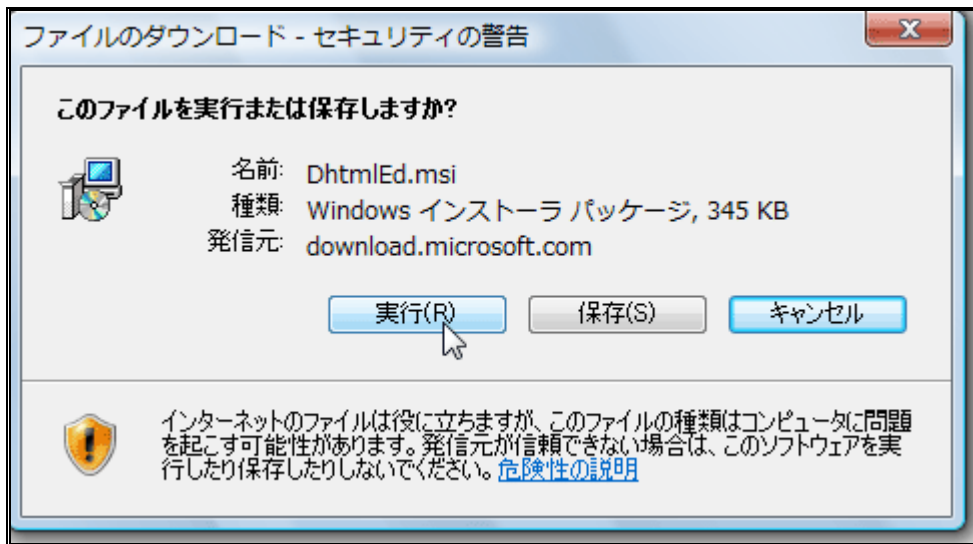 ファイルのダウンロード - セキュリティの警告
このファイルを実行または保存しますか?
名前: DhtmlEd.msi
種類: Windows インストーラ パッケージ, 345 KB
発信元: download.microsoft.com
実行(R) 保存(S) キャンセル
インターネットのファイルは役に立ちますが、このファイルの種類はコンピュータに問題
を起こす可能性があります。発信元が信頼できない場合は、このソフトウェアを実
行したり保存したりしないでください。危険性の説明